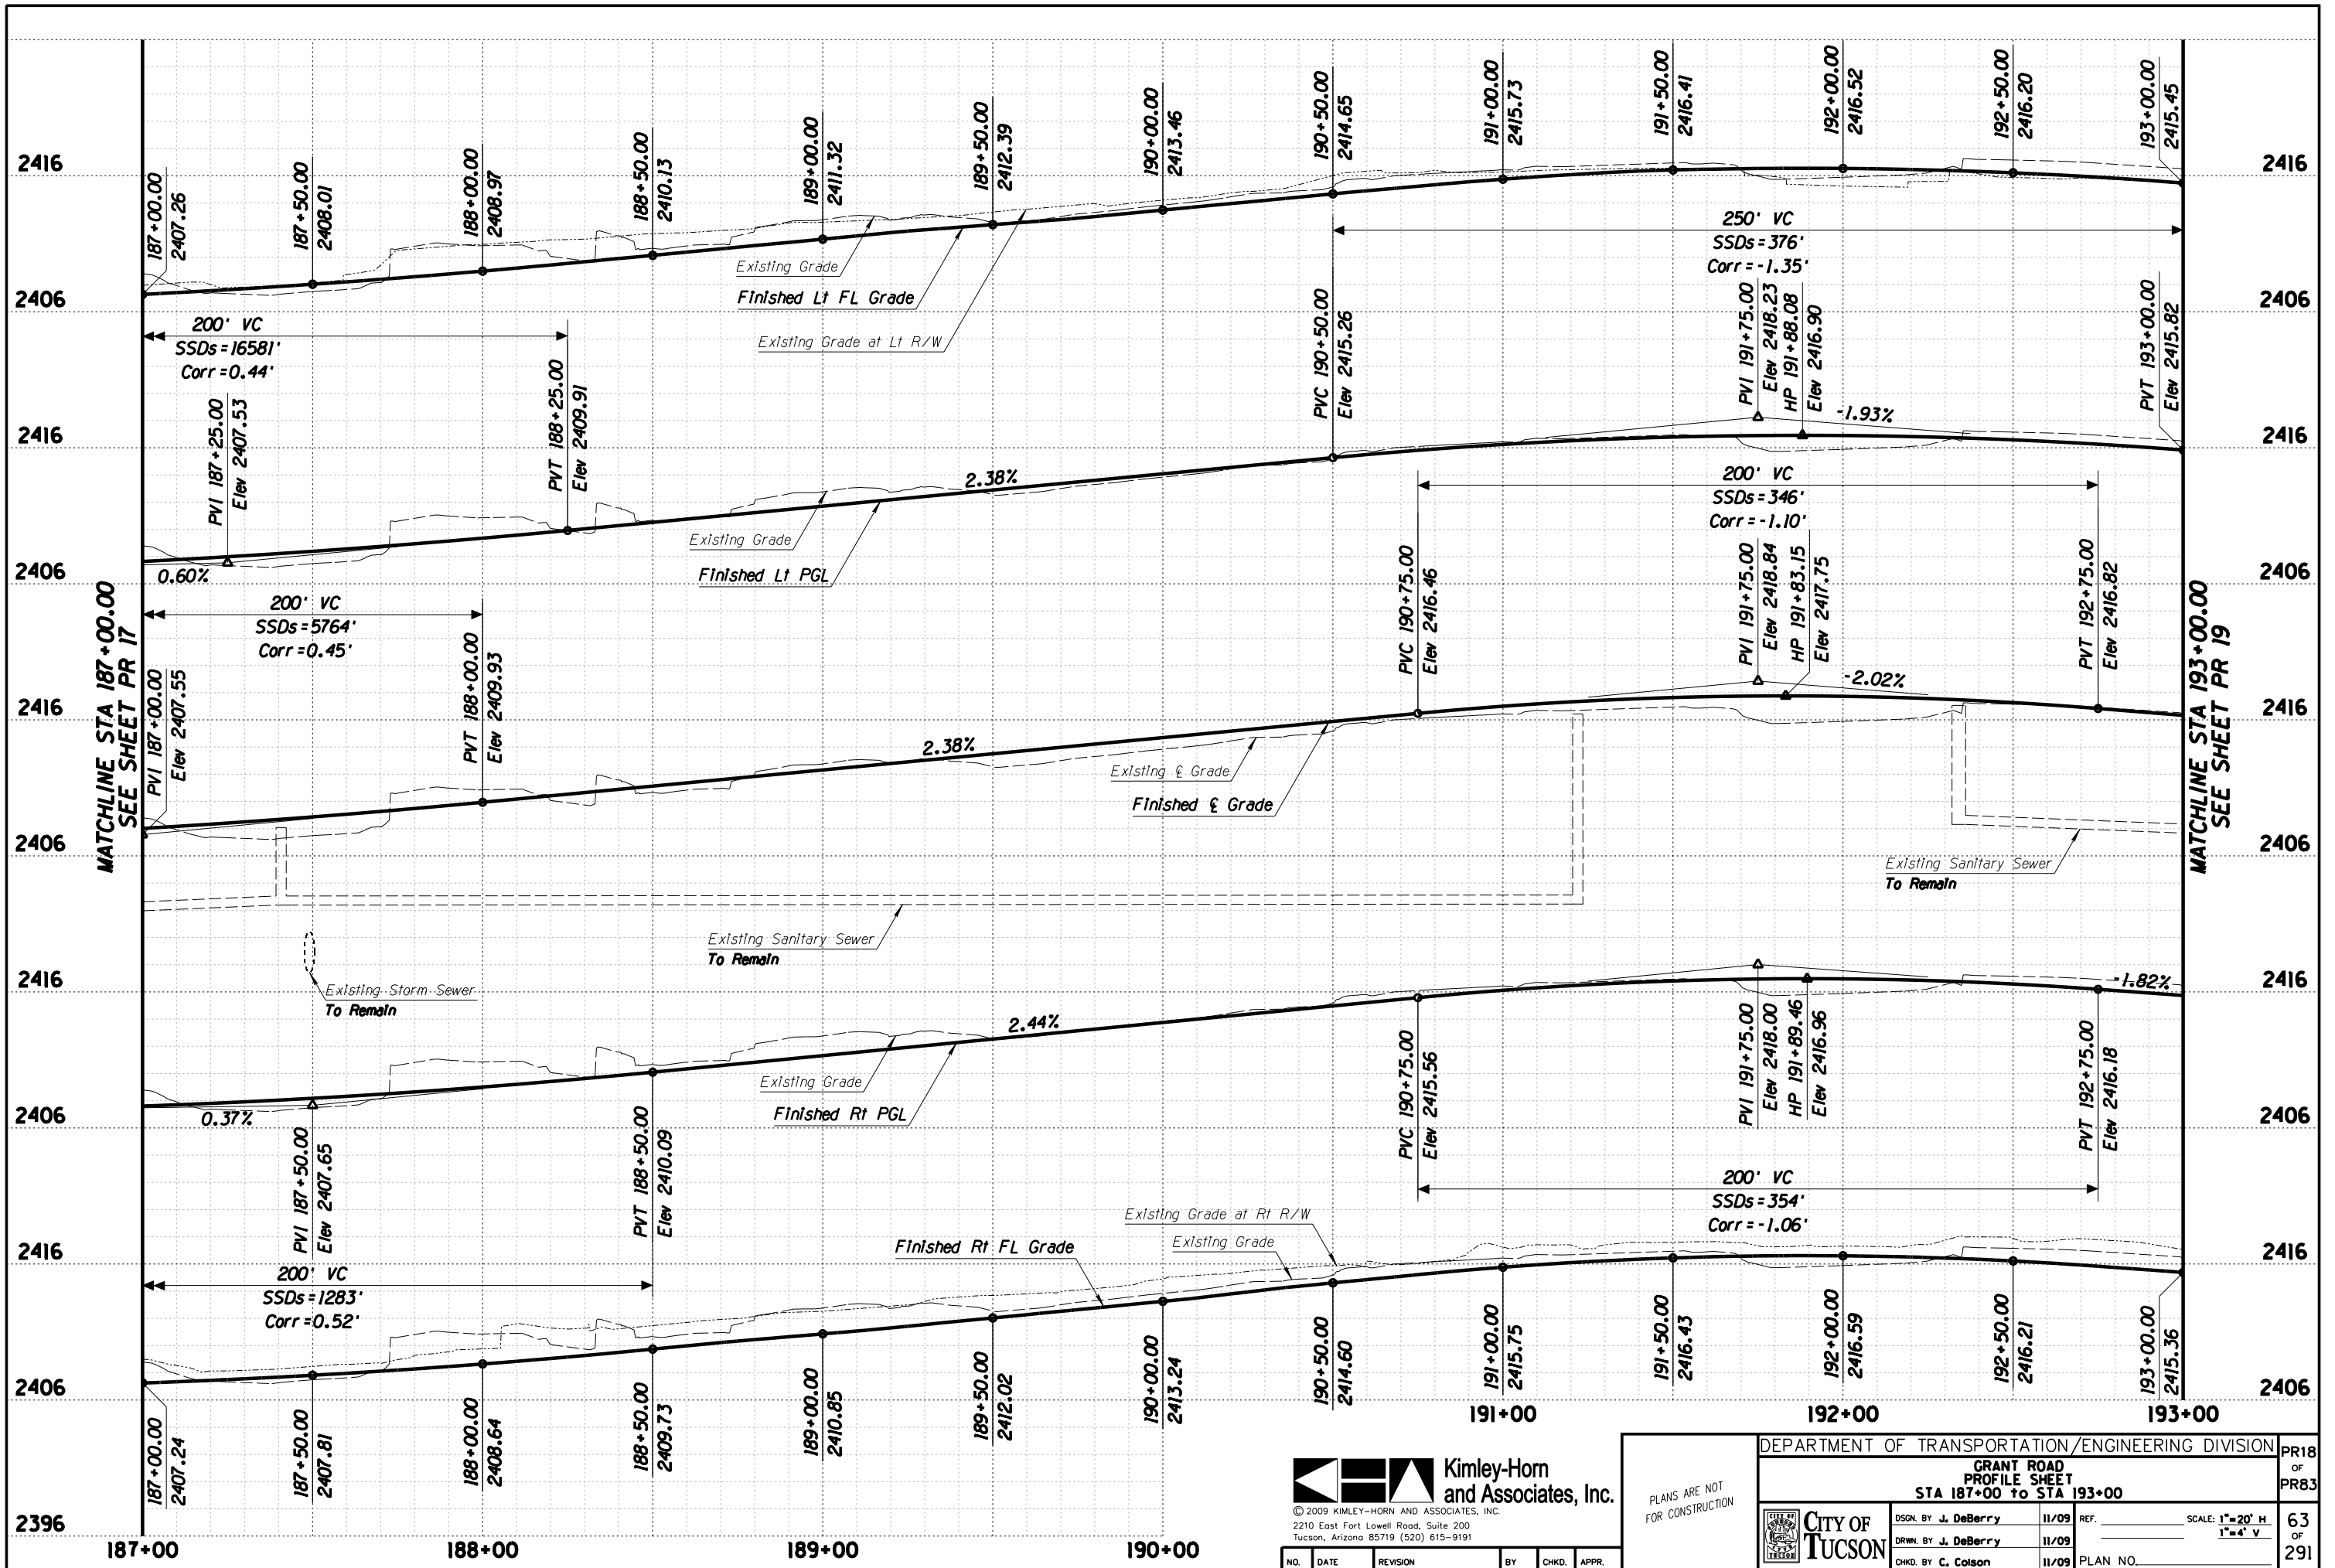 2416
187+00.00
2407.26
187+50.00
2408.01
188+00.00
2408.97
188+50.00
2410.13
189+00.00
2411.32
189+50.00
2412.39
190+00.00
2413.46
190+50.00
2414.65
191+00.00
2415.73
191+50.00
2416.41
192+00.00
2416.52
192+50.00
2416.20
193+00.00
2415.45
2416
Existing Grade
Finished Lt FL Grade
Existing Grade at Lt R/W
2406
2406
200' VC
SSDs=16581'
Corr=0.44'
250' VC
SSDs=376'
Corr=-1.35'
PVI 187+25.00
Elev 2407.53
PVT 188+25.00
Elev 2409.91
PVC 190+50.00
Elev 2415.26
PVI 191+75.00
Elev 2418.23
HP 191+88.08
Elev 2416.90
PVT 193+00.00
Elev 2415.82
2416
2416
0.60%
2.38%
-1.93%
Existing Grade
Finished Lt PGL
2406
2406
MATCHLINE STA 187+00.00
SEE SHEET PR 17
200' VC
SSDs=5764'
Corr=0.45'
200' VC
SSDs=346'
Corr=-1.10'
PVI 187+00.00
Elev 2407.55
PVT 188+00.00
Elev 2409.93
PVC 190+75.00
Elev 2416.46
PVI 191+75.00
Elev 2418.84
HP 191+83.15
Elev 2417.75
PVT 192+75.00
Elev 2416.82
MATCHLINE STA 193+00.00
SEE SHEET PR 19
2416
2416
2.38%
-2.02%
Existing ℄ Grade
Finished ℄ Grade
2406
2406
Existing Sanitary Sewer
To Remain
Existing Sanitary Sewer
To Remain
Existing Storm Sewer
To Remain
2416
2416
0.37%
2.44%
-1.82%
Existing Grade
Finished Rt PGL
PVI 187+50.00
Elev 2407.65
PVT 188+50.00
Elev 2410.09
PVC 190+75.00
Elev 2415.56
PVI 191+75.00
Elev 2418.00
HP 191+89.46
Elev 2416.96
PVT 192+75.00
Elev 2416.18
2406
2406
200' VC
SSDs=1283'
Corr=0.52'
200' VC
SSDs=354'
Corr=-1.06'
2416
2416
Existing Grade at Rt R/W
Existing Grade
Finished Rt FL Grade
2406
2406
187+00.00
2407.24
187+50.00
2407.81
188+00.00
2408.64
188+50.00
2409.73
189+00.00
2410.85
189+50.00
2412.02
190+00.00
2413.24
190+50.00
2414.60
191+00.00
2415.75
191+50.00
2416.43
192+00.00
2416.59
192+50.00
2416.21
193+00.00
2415.36
2396
187+00
188+00
189+00
190+00
191+00
192+00
193+00
Kimley-Horn
and Associates, Inc.
© 2009 KIMLEY-HORN AND ASSOCIATES, INC.
2210 East Fort Lowell Road, Suite 200
Tucson, Arizona 85719 (520) 615-9191
NO. DATE REVISION BY CHKD. APPR.
PLANS ARE NOT
FOR CONSTRUCTION
DEPARTMENT OF TRANSPORTATION/ENGINEERING DIVISION
GRANT ROAD
PROFILE SHEET
STA 187+00 to STA 193+00
PR18
OF
PR83
CITY OF
TUCSON
DSGN. BY J. DeBerry 11/09
DRWN. BY J. DeBerry 11/09
CHKD. BY C. Colson 11/09
REF.
SCALE: 1"=20' H
1"=4' V
PLAN NO.
63
OF
291